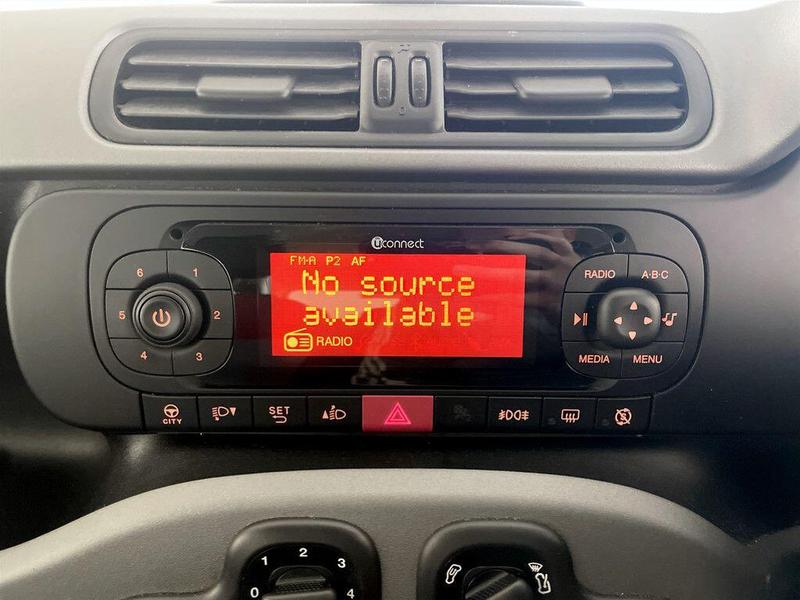 uconnect
FM-A P2 AF
No source
available
RADIO
6 1
5 2
4 3
RADIO A·B·C
MEDIA MENU
CITY
SET
0 1 2 3 4